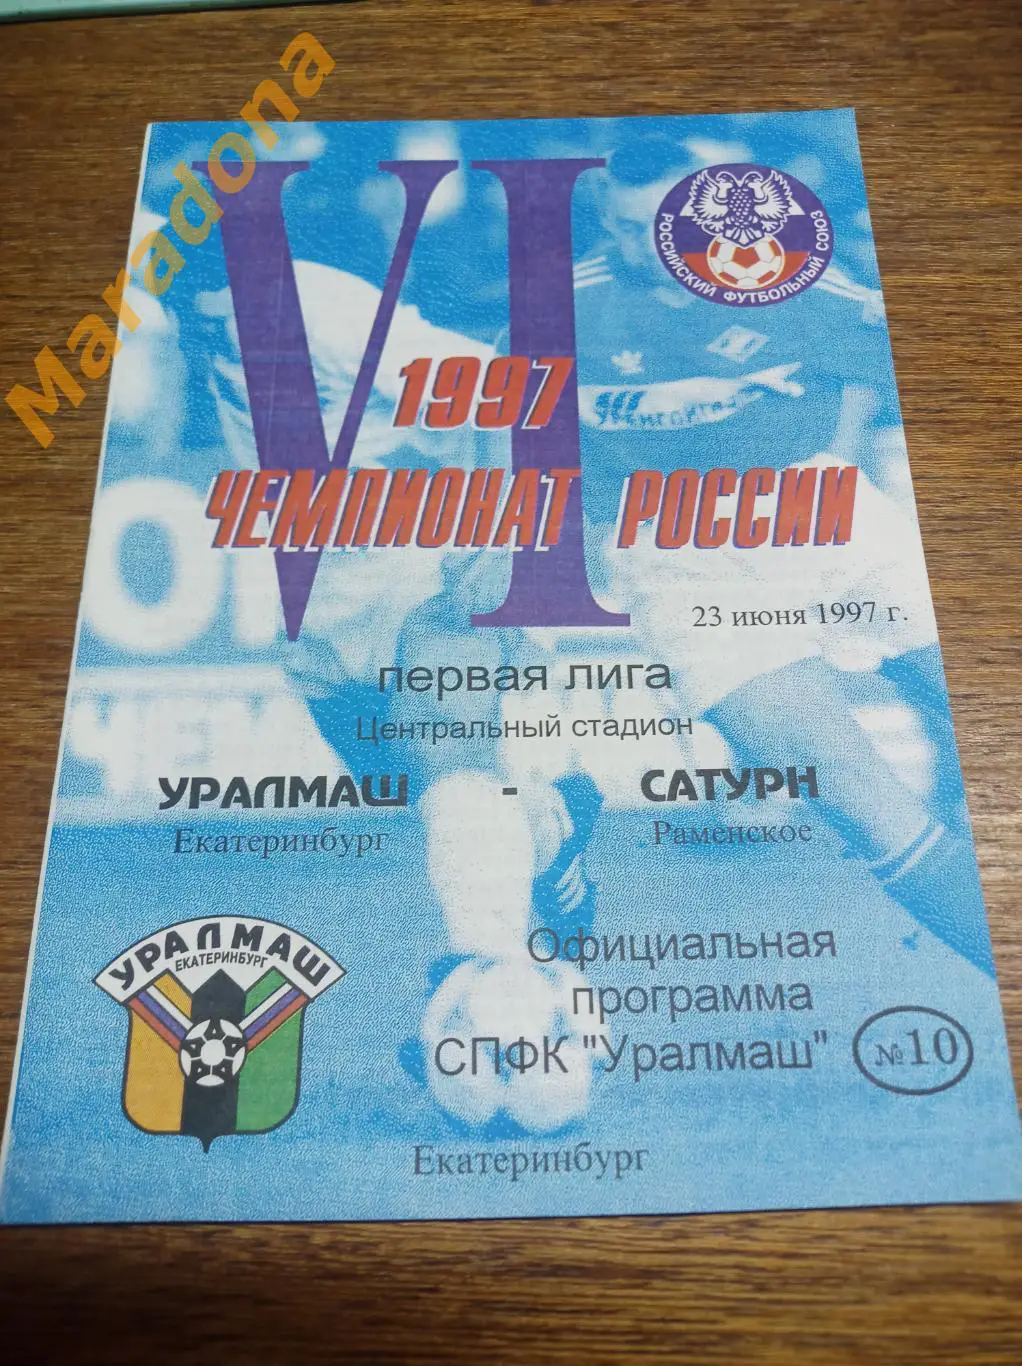 Maradona
VI
РОССИЙСКИЙ ФУТБОЛЬНЫЙ СОЮЗ
1997
ЧЕМПИОНАТ РОССИИ
23 июня 1997 г.
первая лига
Центральный стадион
УРАЛМАШ - САТУРН
Екатеринбург Раменское
УРАЛМАШ
ЕКАТЕРИНБУРГ
Официальная
программа
СПФК "Уралмаш" №10
Екатеринбург